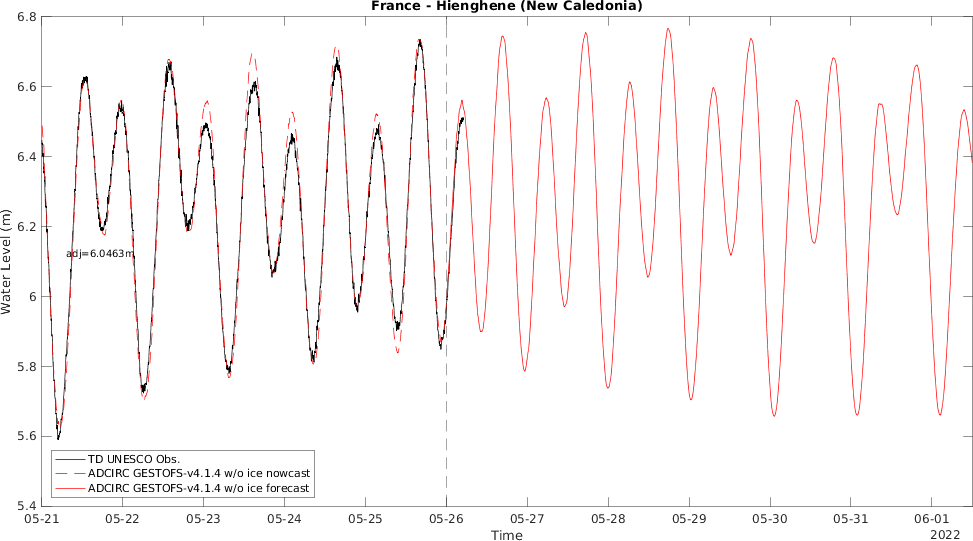 France - Hienghene (New Caledonia)
6.8
6.6
6.4
6.2
6
5.8
5.6
5.4
Water Level (m)
adj=6.0463m
TD UNESCO Obs.
ADCIRC GESTOFS-v4.1.4 w/o ice nowcast
ADCIRC GESTOFS-v4.1.4 w/o ice forecast
05-21 05-22 05-23 05-24 05-25 05-26 05-27 05-28 05-29 05-30 05-31 06-01
2022
Time